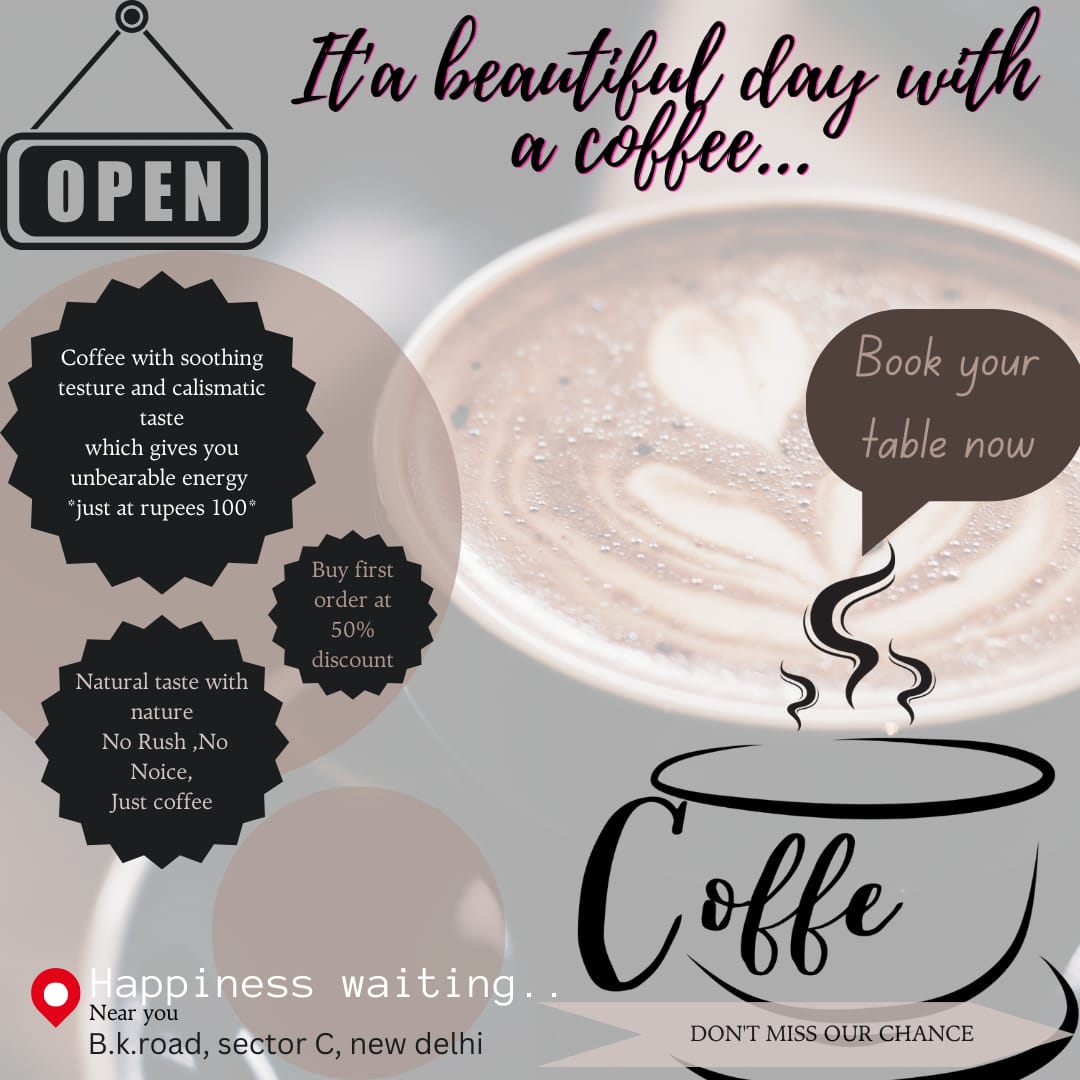 It'a beautiful day with
a coffee...
OPEN
Coffee with soothing
testure and calismatic
taste
which gives you
unbearable energy
*just at rupees 100*
Book your
table now
Buy first
order at
50%
discount
Natural taste with
nature
No Rush ,No
Noice,
Just coffee
Coffe
Happiness waiting..
Near you
B.k.road, sector C, new delhi
DON'T MISS OUR CHANCE